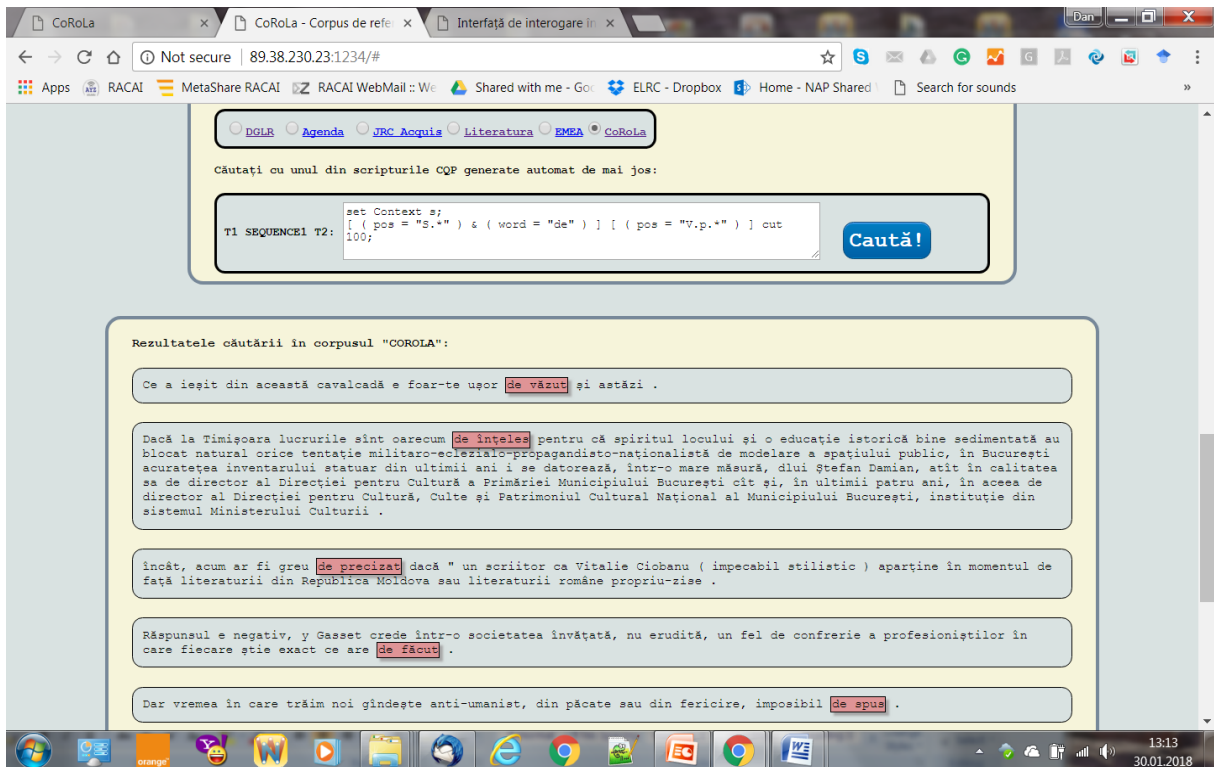 CoRoLa
CoRoLa - Corpus de refe
Interfață de interogare în
Dan
Not secure | 89.38.230.23:1234/#
Apps RACAI MetaShare RACAI RACAI WebMail :: We Shared with me - Goo ELRC - Dropbox Home - NAP Shared Search for sounds »
DGLR Agenda JRC Acquis Literatura EMEA CoRoLa
Căutați cu unul din scripturile CQP generate automat de mai jos:
set Context s;
T1 SEQUENCE1 T2: [ ( pos = "S.*" ) & ( word = "de" ) ] [ ( pos = "V.p.*" ) ] cut
100;
Caută!
Rezultatele căutării în corpusul "COROLA":
Ce a ieșit din această cavalcadă e foar-te ușor de văzut și astăzi .
Dacă la Timișoara lucrurile sînt oarecum de înțeles pentru că spiritul locului și o educație istorică bine sedimentată au
blocat natural orice tentație militaro-eclezialo-propagandisto-naționalistă de modelare a spațiului public, în București
acuratețea inventarului statuar din ultimii ani i se datorează, într-o mare măsură, dlui Ștefan Damian, atît în calitatea
sa de director al Direcției pentru Cultură a Primăriei Municipiului București cît și, în ultimii patru ani, în aceea de
director al Direcției pentru Cultură, Culte și Patrimoniul Cultural Național al Municipiului București, instituție din
sistemul Ministerului Culturii .
încât, acum ar fi greu de precizat dacă " un scriitor ca Vitalie Ciobanu ( impecabil stilistic ) aparține în momentul de
față literaturii din Republica Moldova sau literaturii române propriu-zise .
Răspunsul e negativ, y Gasset crede într-o societatea învățată, nu erudită, un fel de confrerie a profesioniștilor în
care fiecare știe exact ce are de făcut .
Dar vremea în care trăim noi gîndește anti-umanist, din păcate sau din fericire, imposibil de spus .
orange
13:13
30.01.2018